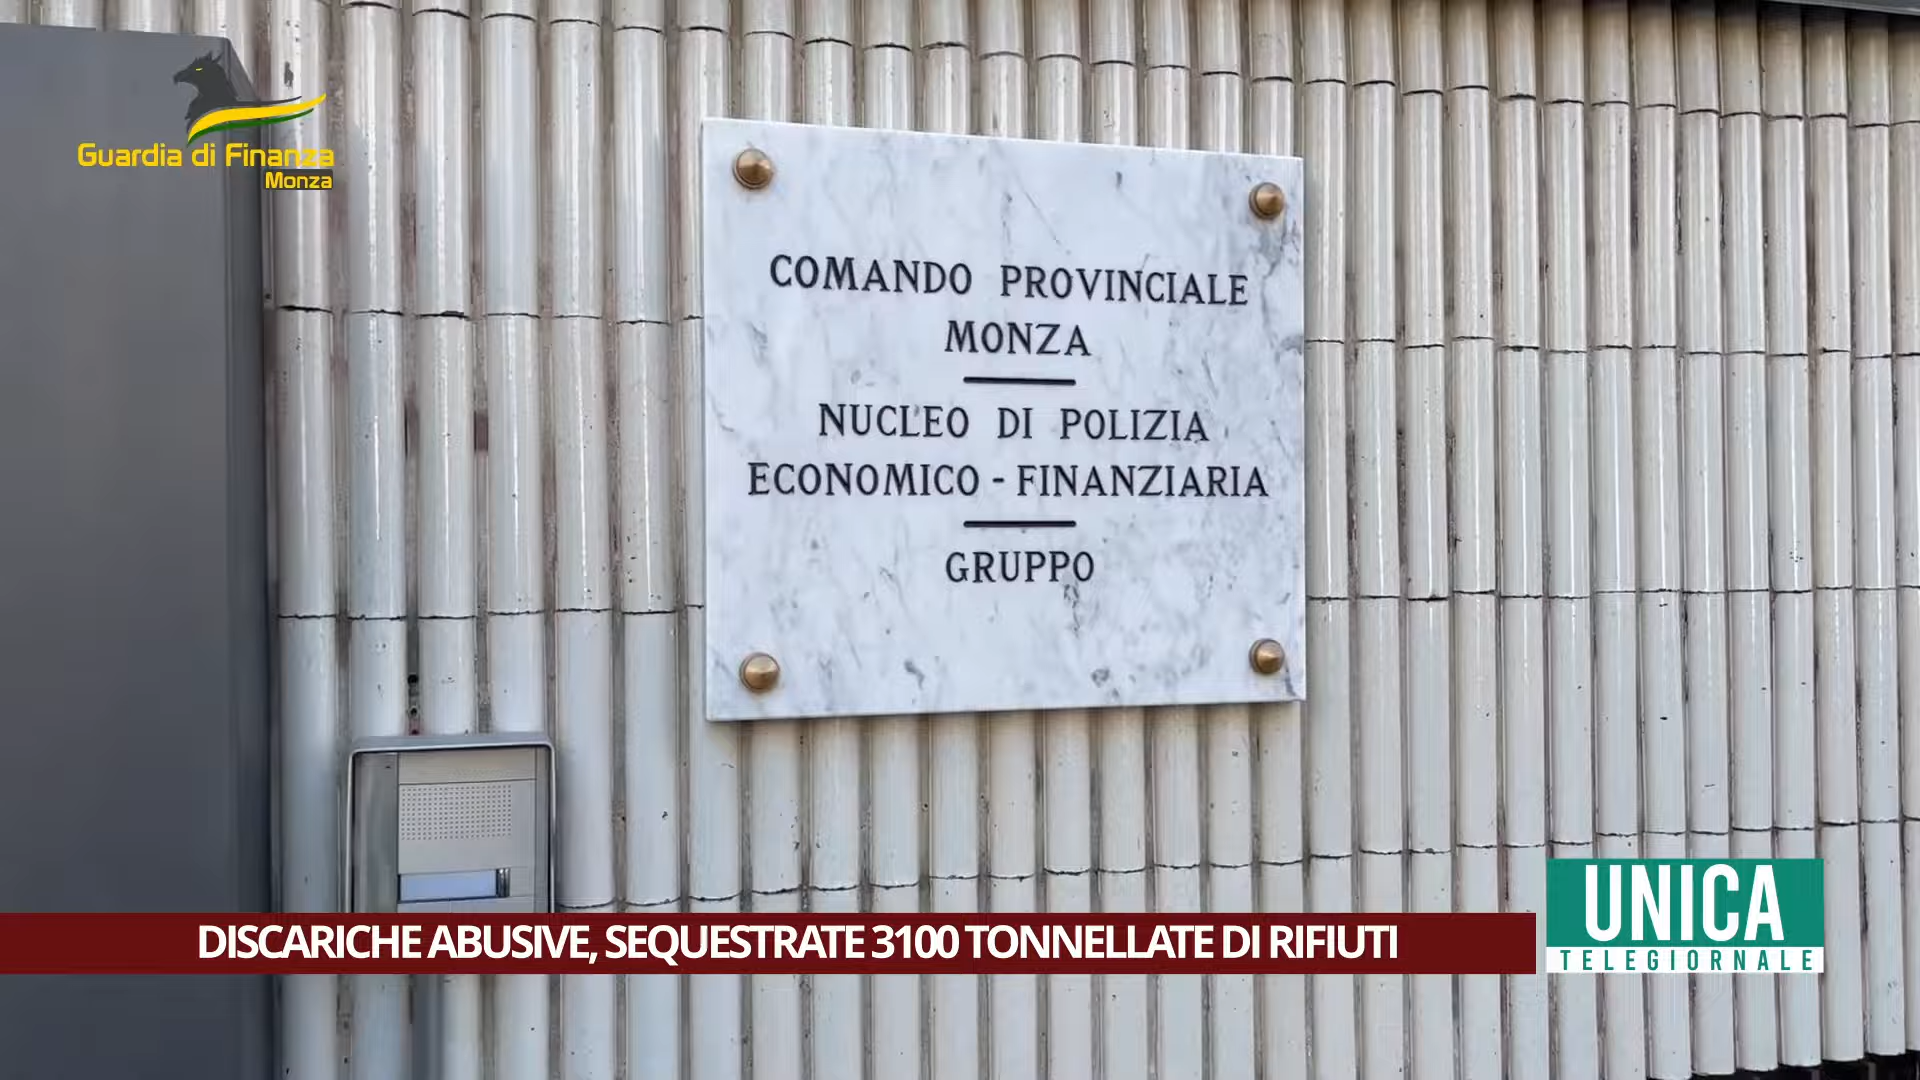 Guardia di Finanza
Monza
COMANDO PROVINCIALE
MONZA
NUCLEO DI POLIZIA
ECONOMICO - FINANZIARIA
GRUPPO
DISCARICHE ABUSIVE, SEQUESTRATE 3100 TONNELLATE DI RIFIUTI
UNICA
TELEGIORNALE